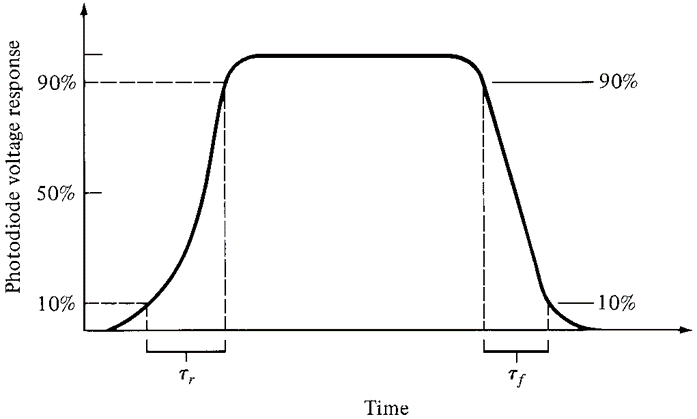 Photodiode voltage response
90%
50%
10%
90%
10%
τr
τf
Time